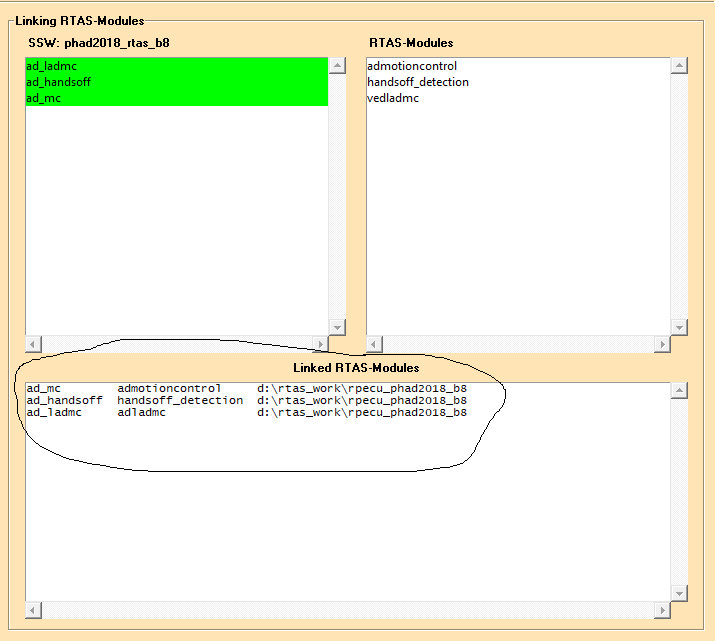 Linking RTAS-Modules
SSW: phad2018_rtas_b8
RTAS-Modules
ad_ladmc
ad_handsoff
ad_mc
admotioncontrol
handsoff_detection
vedladmc
Linked RTAS-Modules
ad_mc admotioncontrol d:\rtas_work\rpecu_phad2018_b8
ad_handsoff handsoff_detection d:\rtas_work\rpecu_phad2018_b8
ad_ladmc adladmc d:\rtas_work\rpecu_phad2018_b8